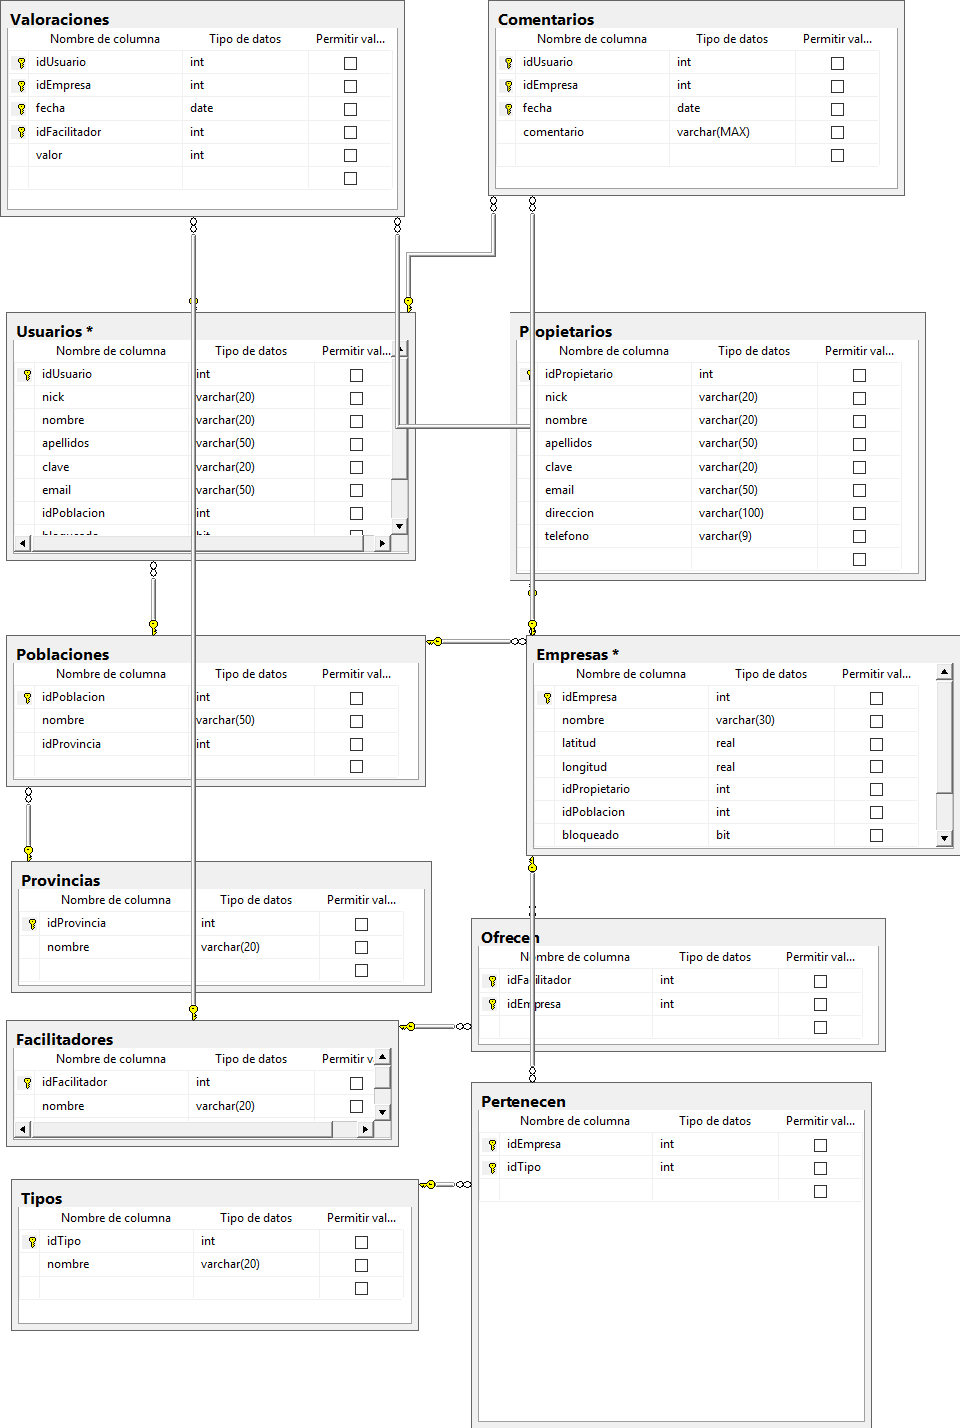 Valoraciones
Nombre de columna Tipo de datos Permitir val...
idUsuario int
idEmpresa int
fecha date
idFacilitador int
valor int
Comentarios
Nombre de columna Tipo de datos Permitir val...
idUsuario int
idEmpresa int
fecha date
comentario varchar(MAX)
Usuarios *
Nombre de columna Tipo de datos Permitir val...
idUsuario int
nick varchar(20)
nombre varchar(20)
apellidos varchar(50)
clave varchar(20)
email varchar(50)
idPoblacion int
bloqueado bit
Propietarios
Nombre de columna Tipo de datos Permitir val...
idPropietario int
nick varchar(20)
nombre varchar(20)
apellidos varchar(50)
clave varchar(20)
email varchar(50)
direccion varchar(100)
telefono varchar(9)
Poblaciones
Nombre de columna Tipo de datos Permitir val...
idPoblacion int
nombre varchar(50)
idProvincia int
Empresas *
Nombre de columna Tipo de datos Permitir val...
idEmpresa int
nombre varchar(30)
latitud real
longitud real
idPropietario int
idPoblacion int
bloqueado bit
Provincias
Nombre de columna Tipo de datos Permitir val...
idProvincia int
nombre varchar(20)
Ofrecen
Nombre de columna Tipo de datos Permitir val...
idFacilitador int
idEmpresa int
Facilitadores
Nombre de columna Tipo de datos Permitir v
idFacilitador int
nombre varchar(20)
Pertenecen
Nombre de columna Tipo de datos Permitir val...
idEmpresa int
idTipo int
Tipos
Nombre de columna Tipo de datos Permitir val...
idTipo int
nombre varchar(20)